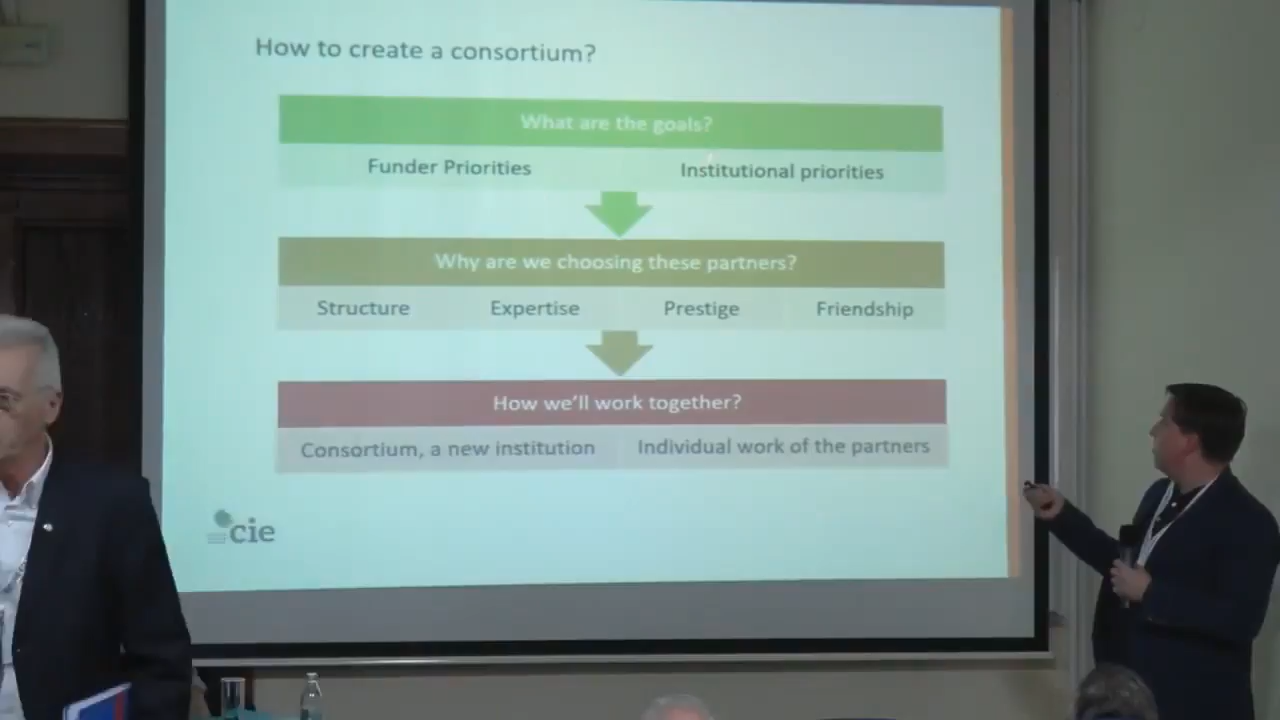 How to create a consortium?
What are the goals?
Funder Priorities Institutional priorities
Why are we choosing these partners?
Structure Expertise Prestige Friendship
How we'll work together?
Consortium, a new institution Individual work of the partners
cie